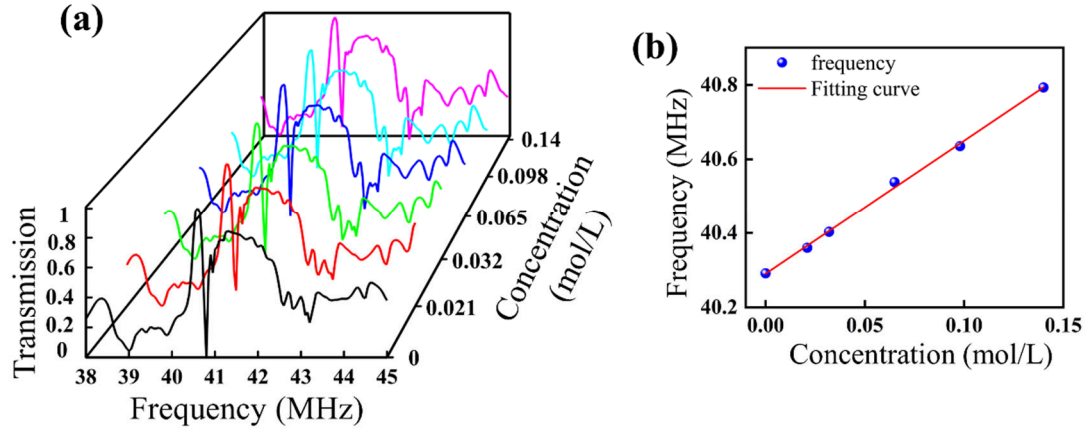 (a)
Transmission
1
0.8
0.6
0.4
0.2
0
38 39 40 41 42 43 44 45
Frequency (MHz)
0.14
0.098
0.065
0.032
0.021
0
Concentration
(mol/L)
(b)
frequency
Fitting curve
Frequency (MHz)
40.8
40.6
40.4
40.2
0.00 0.05 0.10 0.15
Concentration (mol/L)